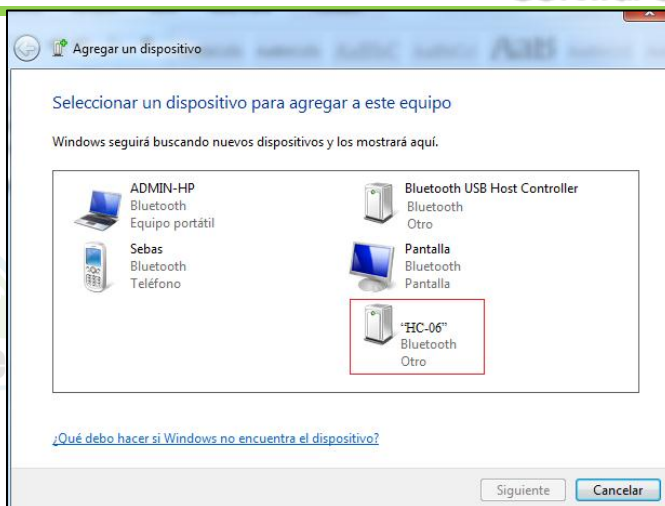 Agregar un dispositivo
Seleccionar un dispositivo para agregar a este equipo
Windows seguirá buscando nuevos dispositivos y los mostrará aquí.
ADMIN-HP
Bluetooth
Equipo portátil
Bluetooth USB Host Controller
Bluetooth
Otro
Sebas
Bluetooth
Teléfono
Pantalla
Bluetooth
Pantalla
“HC-06”
Bluetooth
Otro
¿Qué debo hacer si Windows no encuentra el dispositivo?
Siguiente
Cancelar